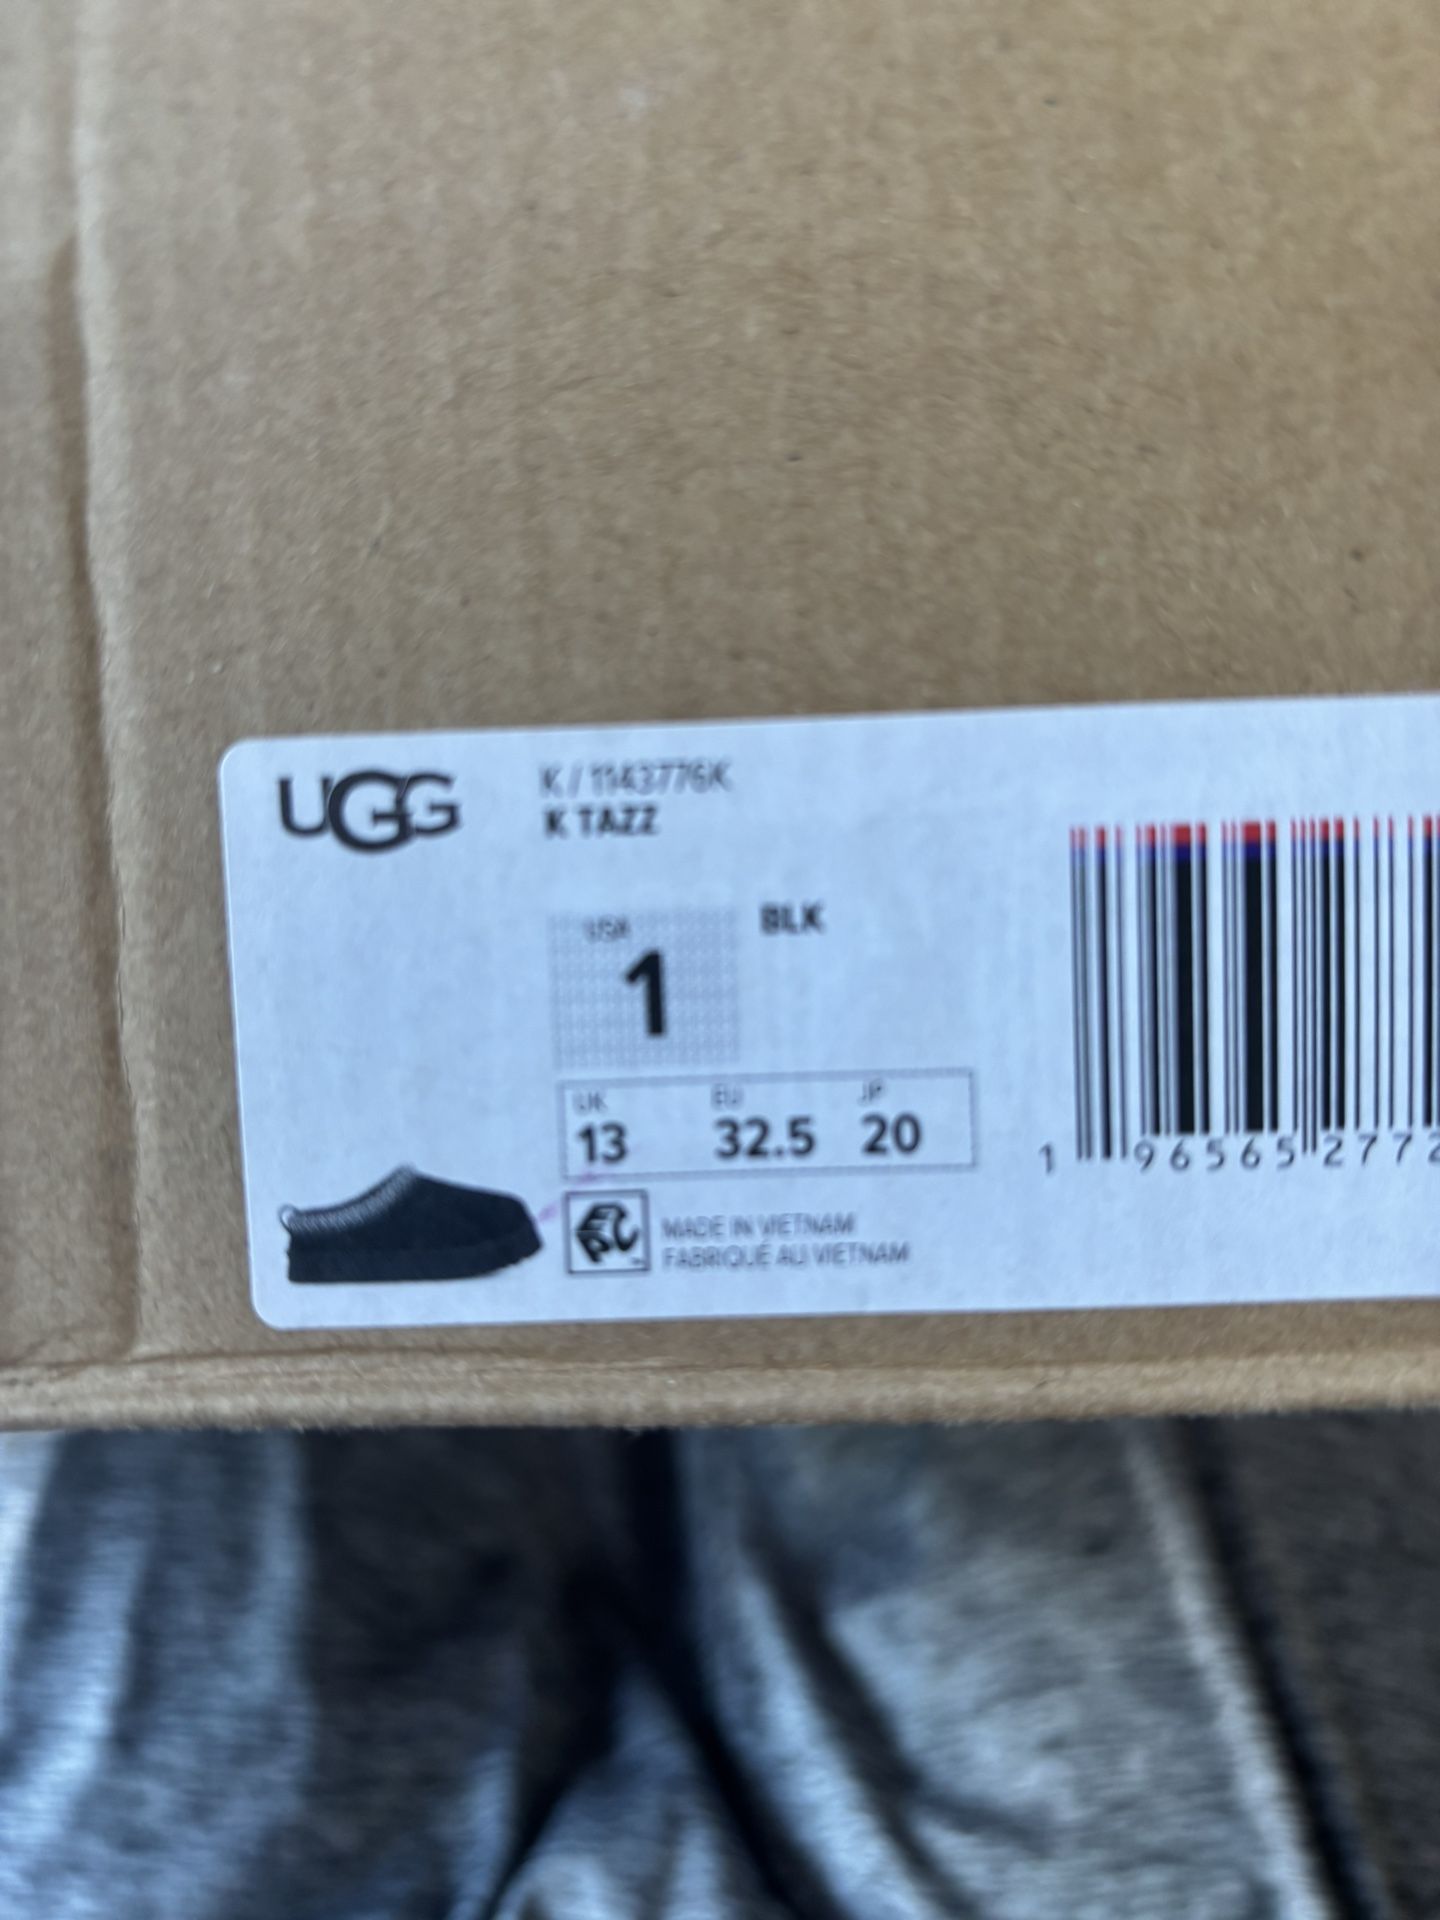 UGG
K / 1143776K
K TAZZ
USA
1
BLK
UK EU JP
13 32.5 20
MADE IN VIETNAM
FABRIQUÉ AU VIETNAM
1 96565 2772